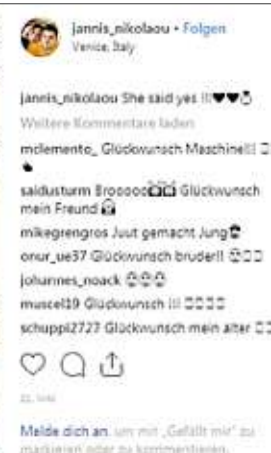 jannis_nikolaou • Folgen
Venice, Italy
jannis_nikolaou She said yes !!!♥♥💍
Weitere Kommentare laden
mclemento_ Glückwunsch Maschine!!!
saidusturm Brooooo Glückwunsch
mein Freund
mikegrengros Juut gemacht Jung
onur_ue37 Glückwunsch bruder!!
johannes_noack
muscel19 Glückwunsch !!!
schuppi2727 Glückwunsch mein alter
Melde dich an, um mit „Gefällt mir“ zu
markieren oder zu kommentieren.